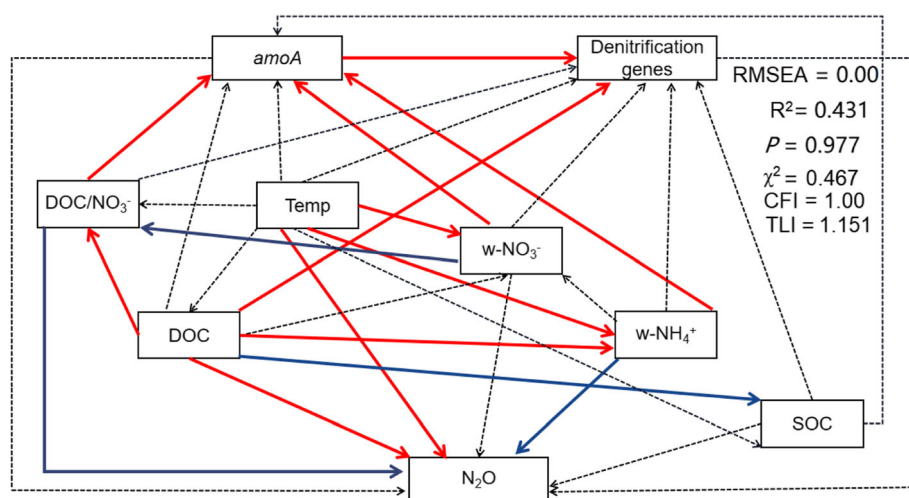 amoA
Denitrification
genes
RMSEA = 0.00
R² = 0.431
P = 0.977
χ² = 0.467
CFI = 1.00
TLI = 1.151
DOC/NO₃⁻
Temp
w-NO₃⁻
DOC
w-NH₄⁺
SOC
N₂O